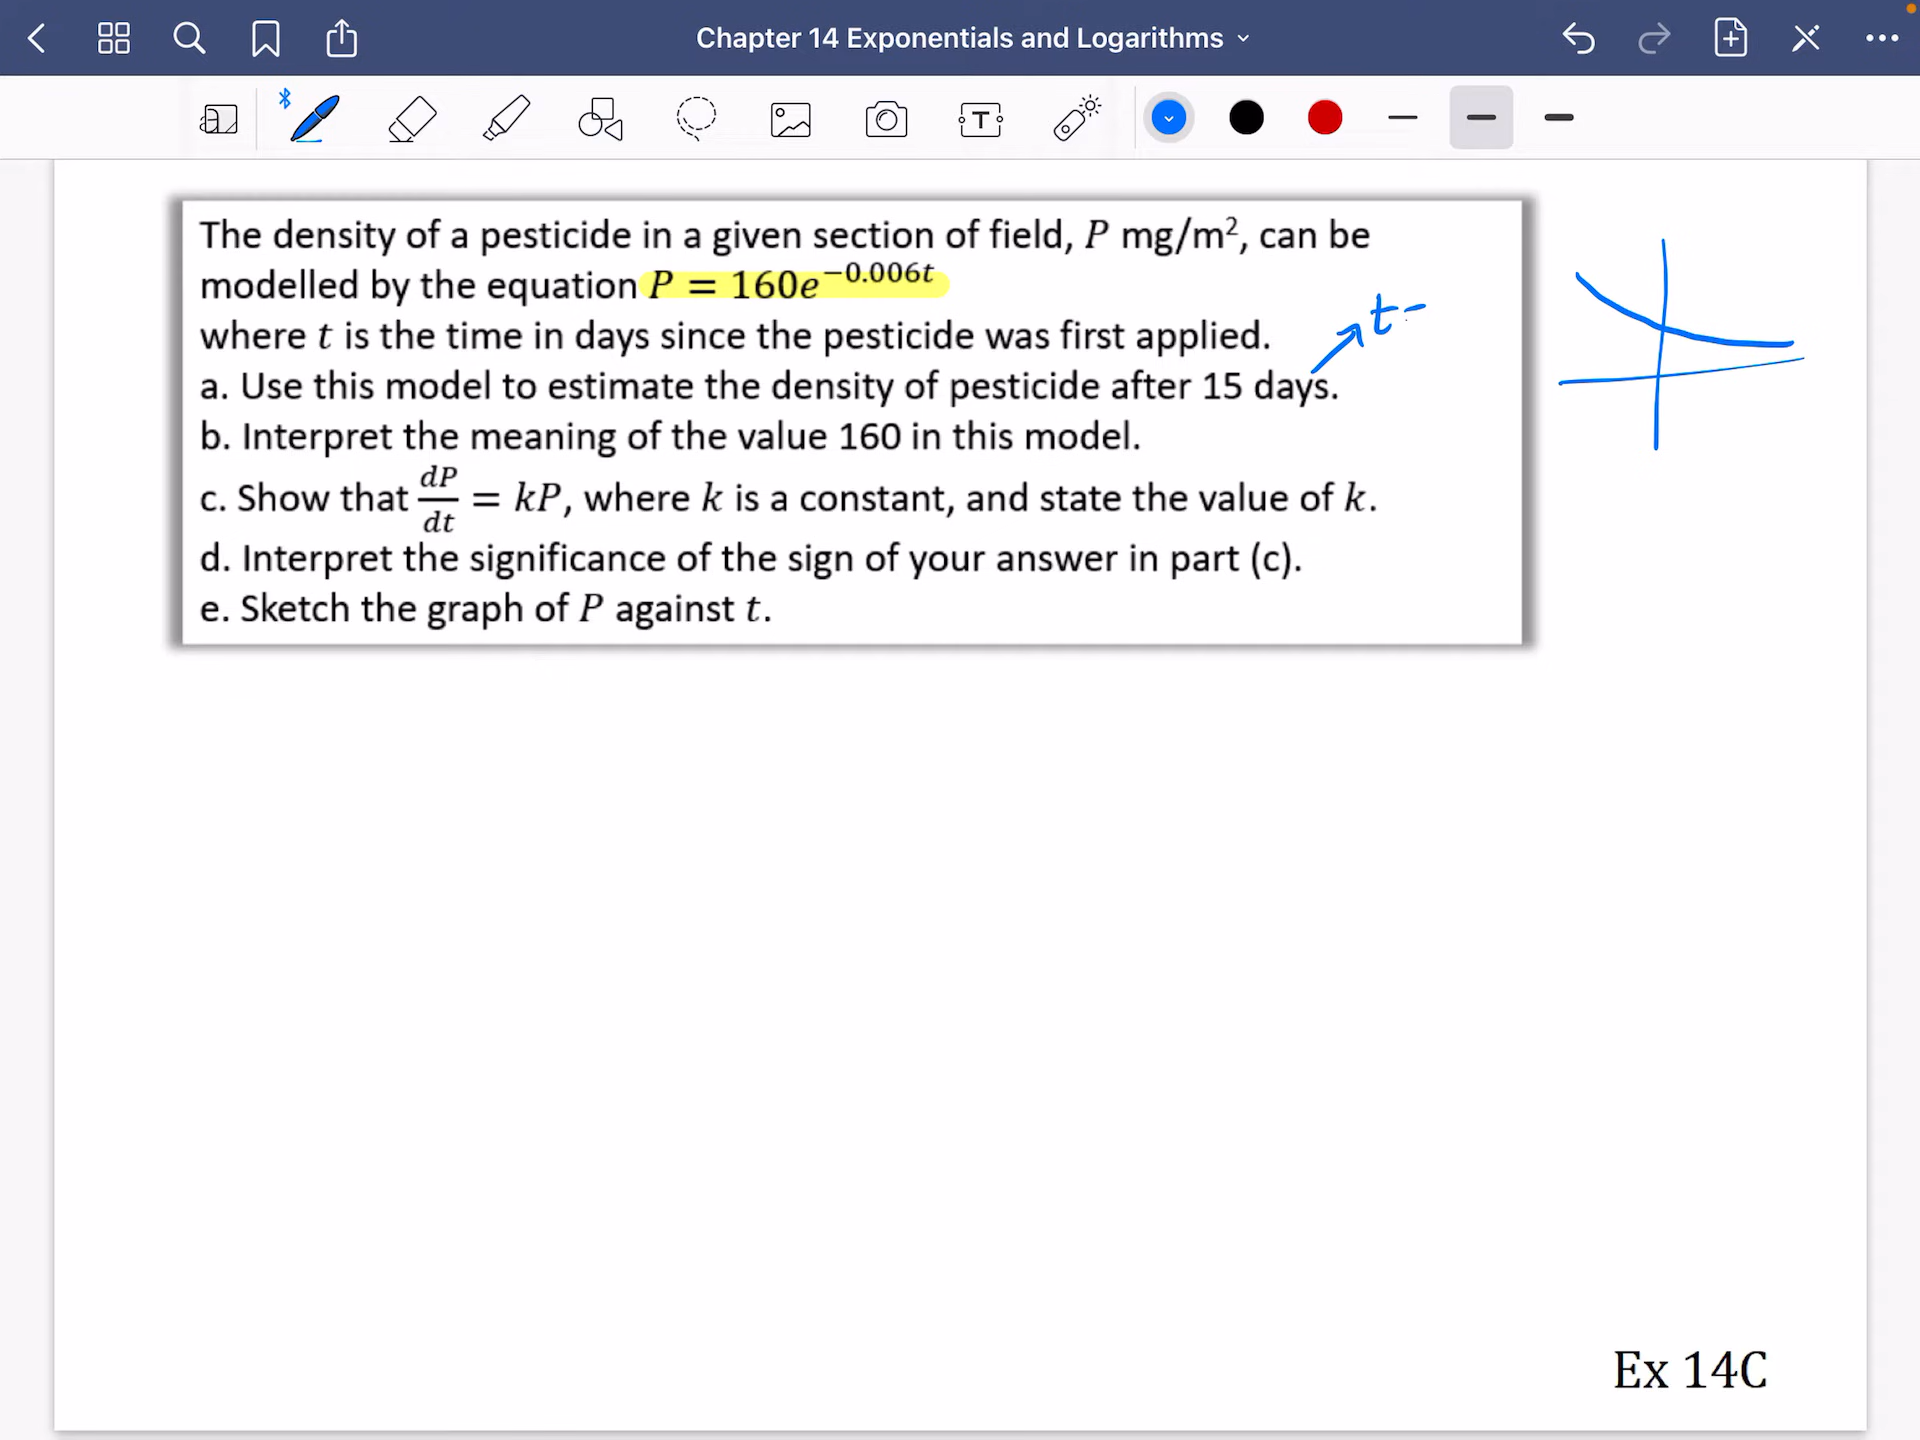 Chapter 14 Exponentials and Logarithms
The density of a pesticide in a given section of field, P mg/m², can be
modelled by the equation P = 160e^{−0.006t}
where t is the time in days since the pesticide was first applied.
t=
a. Use this model to estimate the density of pesticide after 15 days.
b. Interpret the meaning of the value 160 in this model.
c. Show that dP/dt = kP, where k is a constant, and state the value of k.
d. Interpret the significance of the sign of your answer in part (c).
e. Sketch the graph of P against t.
Ex 14C